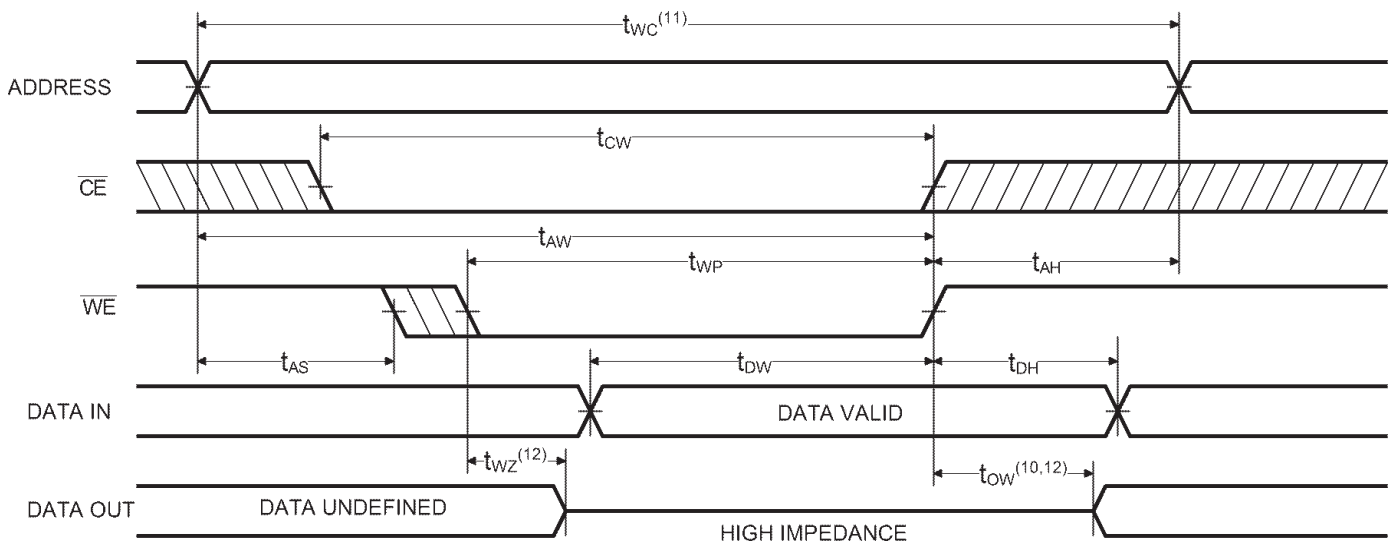 tWC(11)
ADDRESS
tCW
CE
tAW
tWP
tAH
WE
tAS
tDW
tDH
DATA IN
DATA VALID
tWZ(12)
tOW(10,12)
DATA OUT
DATA UNDEFINED
HIGH IMPEDANCE